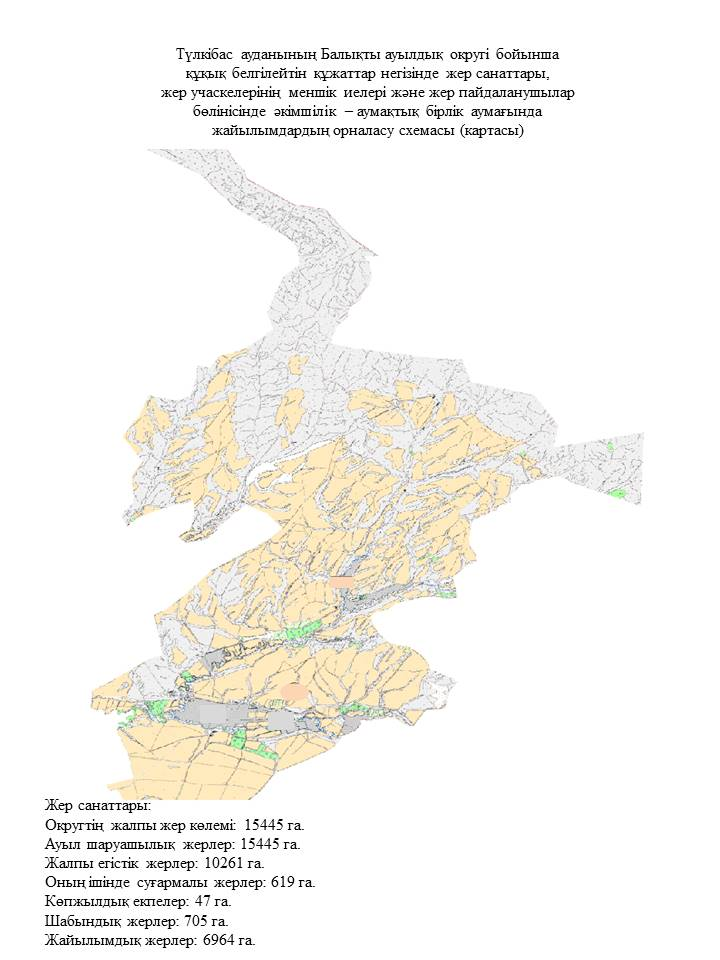 Түлкібас ауданының Балықты ауылдық округі бойынша
құқық белгілейтін құжаттар негізінде жер санаттары,
жер учаскелерінің меншік иелері және жер пайдаланушылар
бөлінісінде әкімшілік – аумақтық бірлік аумағында
жайылымдардың орналасу схемасы (картасы)
Жер санаттары:
Округтің жалпы жер көлемі: 15445 га.
Ауыл шаруашылық жерлер: 15445 га.
Жалпы егістік жерлер: 10261 га.
Оның ішінде суғармалы жерлер: 619 га.
Көпжылдық екпелер: 47 га.
Шабындық жерлер: 705 га.
Жайылымдық жерлер: 6964 га.